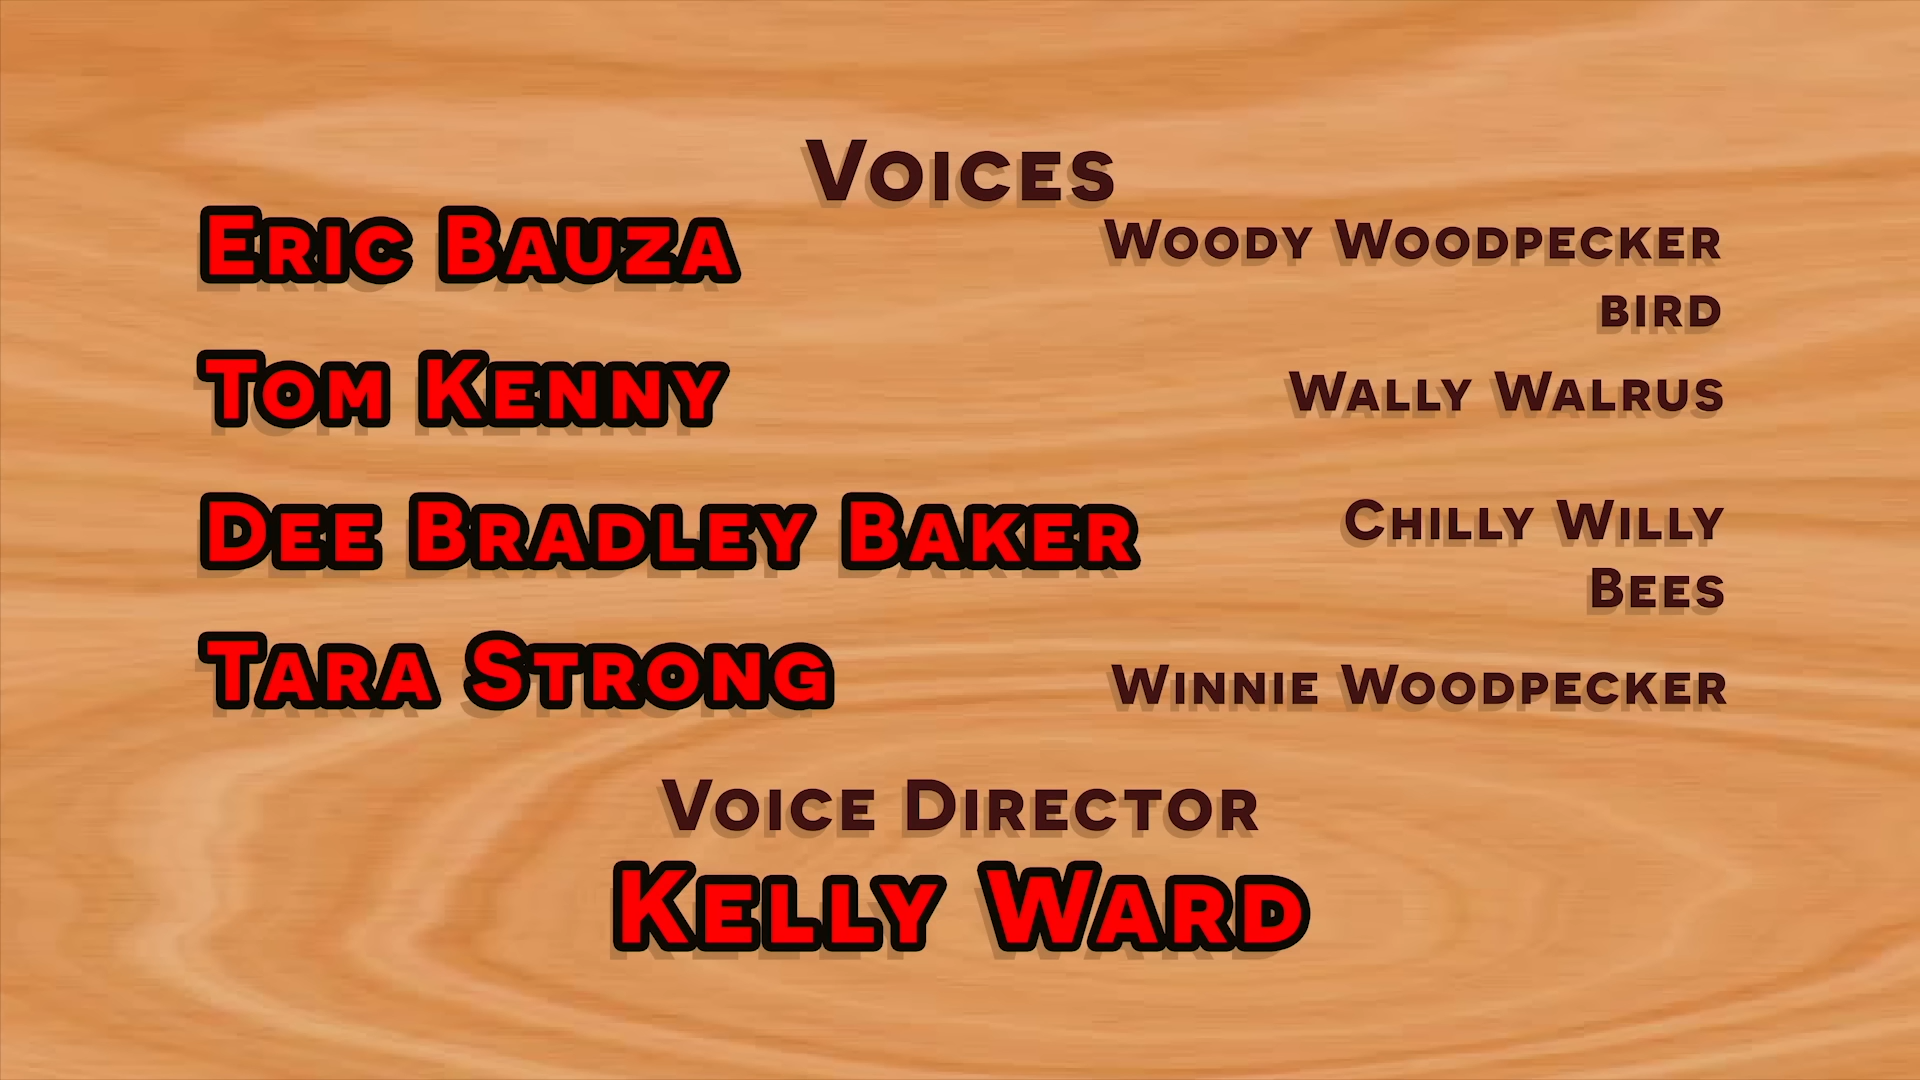 Voices
Eric Bauza Woody Woodpecker
bird
Tom Kenny Wally Walrus
Dee Bradley Baker Chilly Willy
Bees
Tara Strong Winnie Woodpecker
Voice Director
Kelly Ward